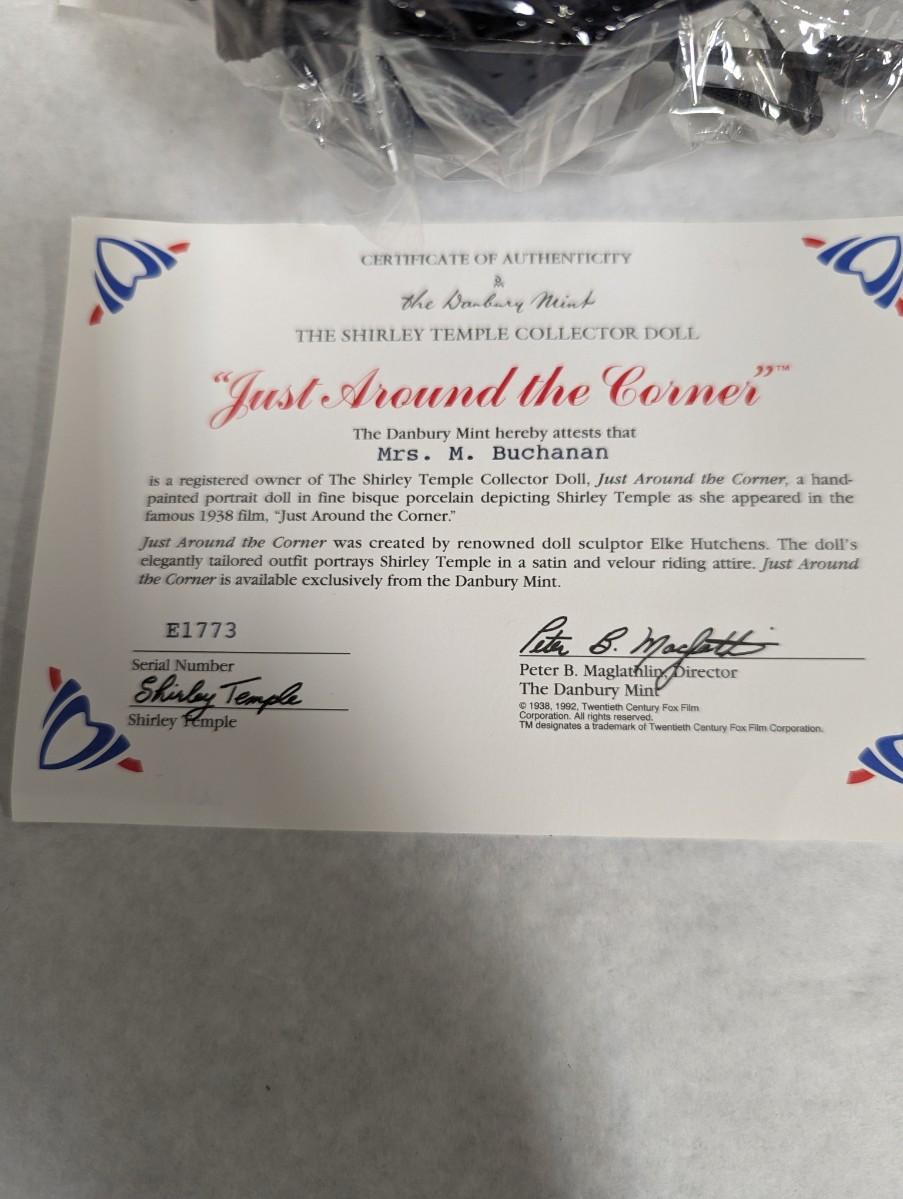 CERTIFICATE OF AUTHENTICITY
the Danbury Mint
THE SHIRLEY TEMPLE COLLECTOR DOLL
“Just Around the Corner”™
The Danbury Mint hereby attests that
Mrs. M. Buchanan
is a registered owner of The Shirley Temple Collector Doll, Just Around the Corner, a hand-
painted portrait doll in fine bisque porcelain depicting Shirley Temple as she appeared in the
famous 1938 film, “Just Around the Corner.”
Just Around the Corner was created by renowned doll sculptor Elke Hutchens. The doll’s
elegantly tailored outfit portrays Shirley Temple in a satin and velour riding attire. Just Around
the Corner is available exclusively from the Danbury Mint.
E1773
Serial Number
Shirley Temple
Shirley Temple
Peter B. Maglathlin
Peter B. Maglathlin, Director
The Danbury Mint
© 1938, 1992, Twentieth Century Fox Film
Corporation. All rights reserved.
TM designates a trademark of Twentieth Century Fox Film Corporation.